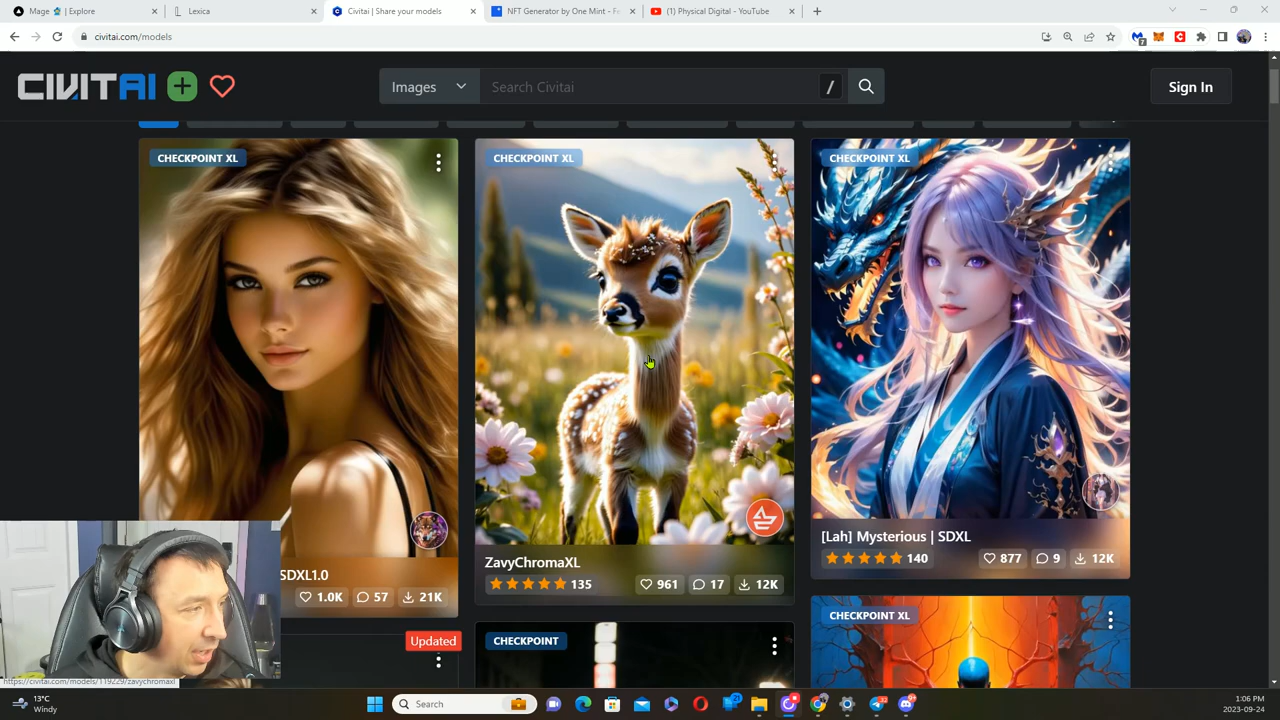 Mage | Explore
Lexica
Civitai | Share your models
NFT Generator by One Mint - Fr
(1) Physical Digital - YouTube
civitai.com/models
7
CIVITAI
Images
Search Civitai
/
Sign In
CHECKPOINT XL
CHECKPOINT XL
CHECKPOINT XL
SDXL1.0
1.0K
57
21K
ZavyChromaXL
135
961
17
12K
[Lah] Mysterious | SDXL
140
877
9
12K
Updated
CHECKPOINT
CHECKPOINT XL
https://civitai.com/models/119229/zavychromaxl
13°C
Windy
Search
1:06 PM
2023-09-24